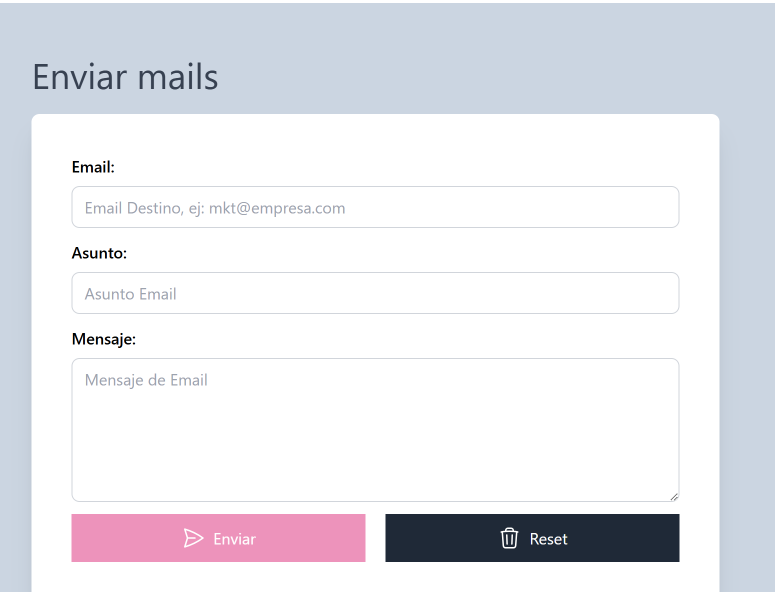 Enviar mails
Email:
Email Destino, ej: mkt@empresa.com
Asunto:
Asunto Email
Mensaje:
Mensaje de Email
Enviar
Reset